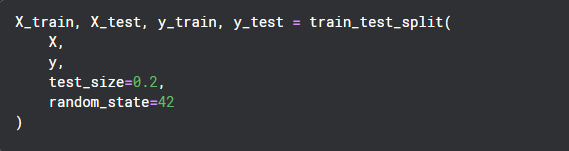 X_train, X_test, y_train, y_test = train_test_split(
    X,
    y,
    test_size=0.2,
    random_state=42
)